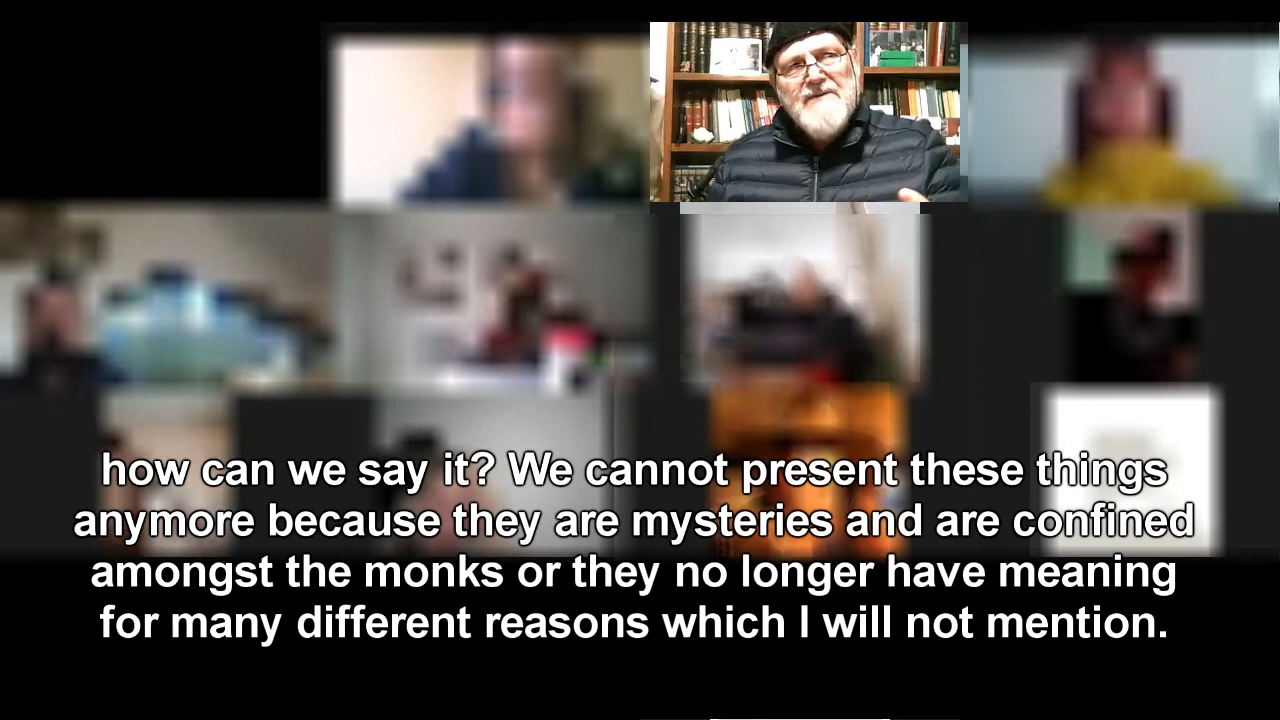 how can we say it? We cannot present these things
anymore because they are mysteries and are confined
amongst the monks or they no longer have meaning
for many different reasons which I will not mention.